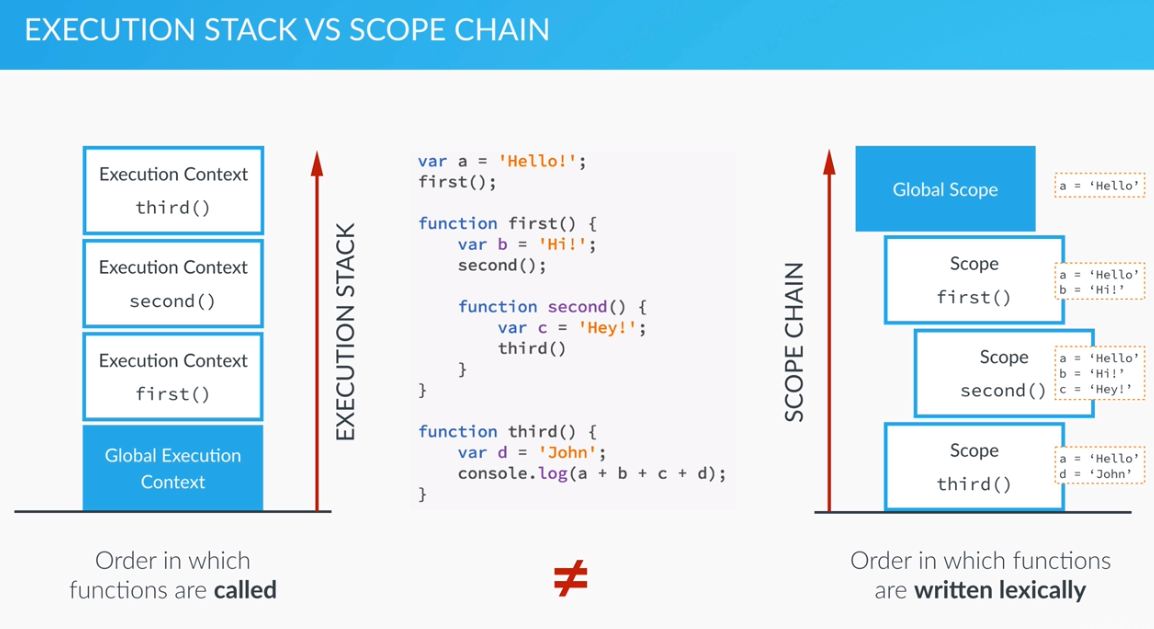 EXECUTION STACK VS SCOPE CHAIN
Execution Context
third()
Execution Context
second()
Execution Context
first()
Global Execution
Context
EXECUTION STACK
Order in which
functions are called
var a = 'Hello!';
first();
function first() {
var b = 'Hi!';
second();
function second() {
var c = 'Hey!';
third()
}
}
function third() {
var d = 'John';
console.log(a + b + c + d);
}
≠
SCOPE CHAIN
Global Scope
a = ‘Hello’
Scope
first()
a = ‘Hello’
b = ‘Hi!’
Scope
second()
a = ‘Hello’
b = ‘Hi!’
c = ‘Hey!’
Scope
third()
a = ‘Hello’
d = ‘John’
Order in which functions
are written lexically